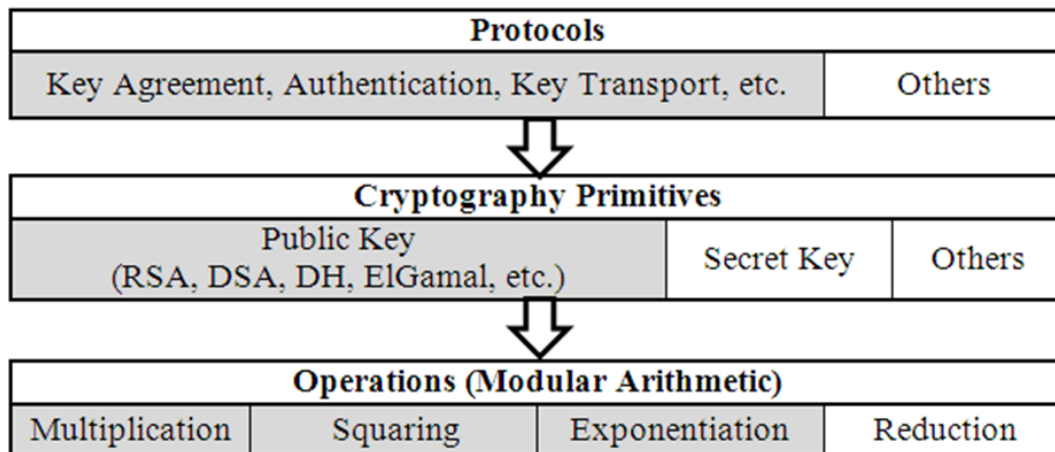 Protocols
Key Agreement, Authentication, Key Transport, etc. Others
Cryptography Primitives
Public Key
(RSA, DSA, DH, ElGamal, etc.) Secret Key Others
Operations (Modular Arithmetic)
Multiplication Squaring Exponentiation Reduction